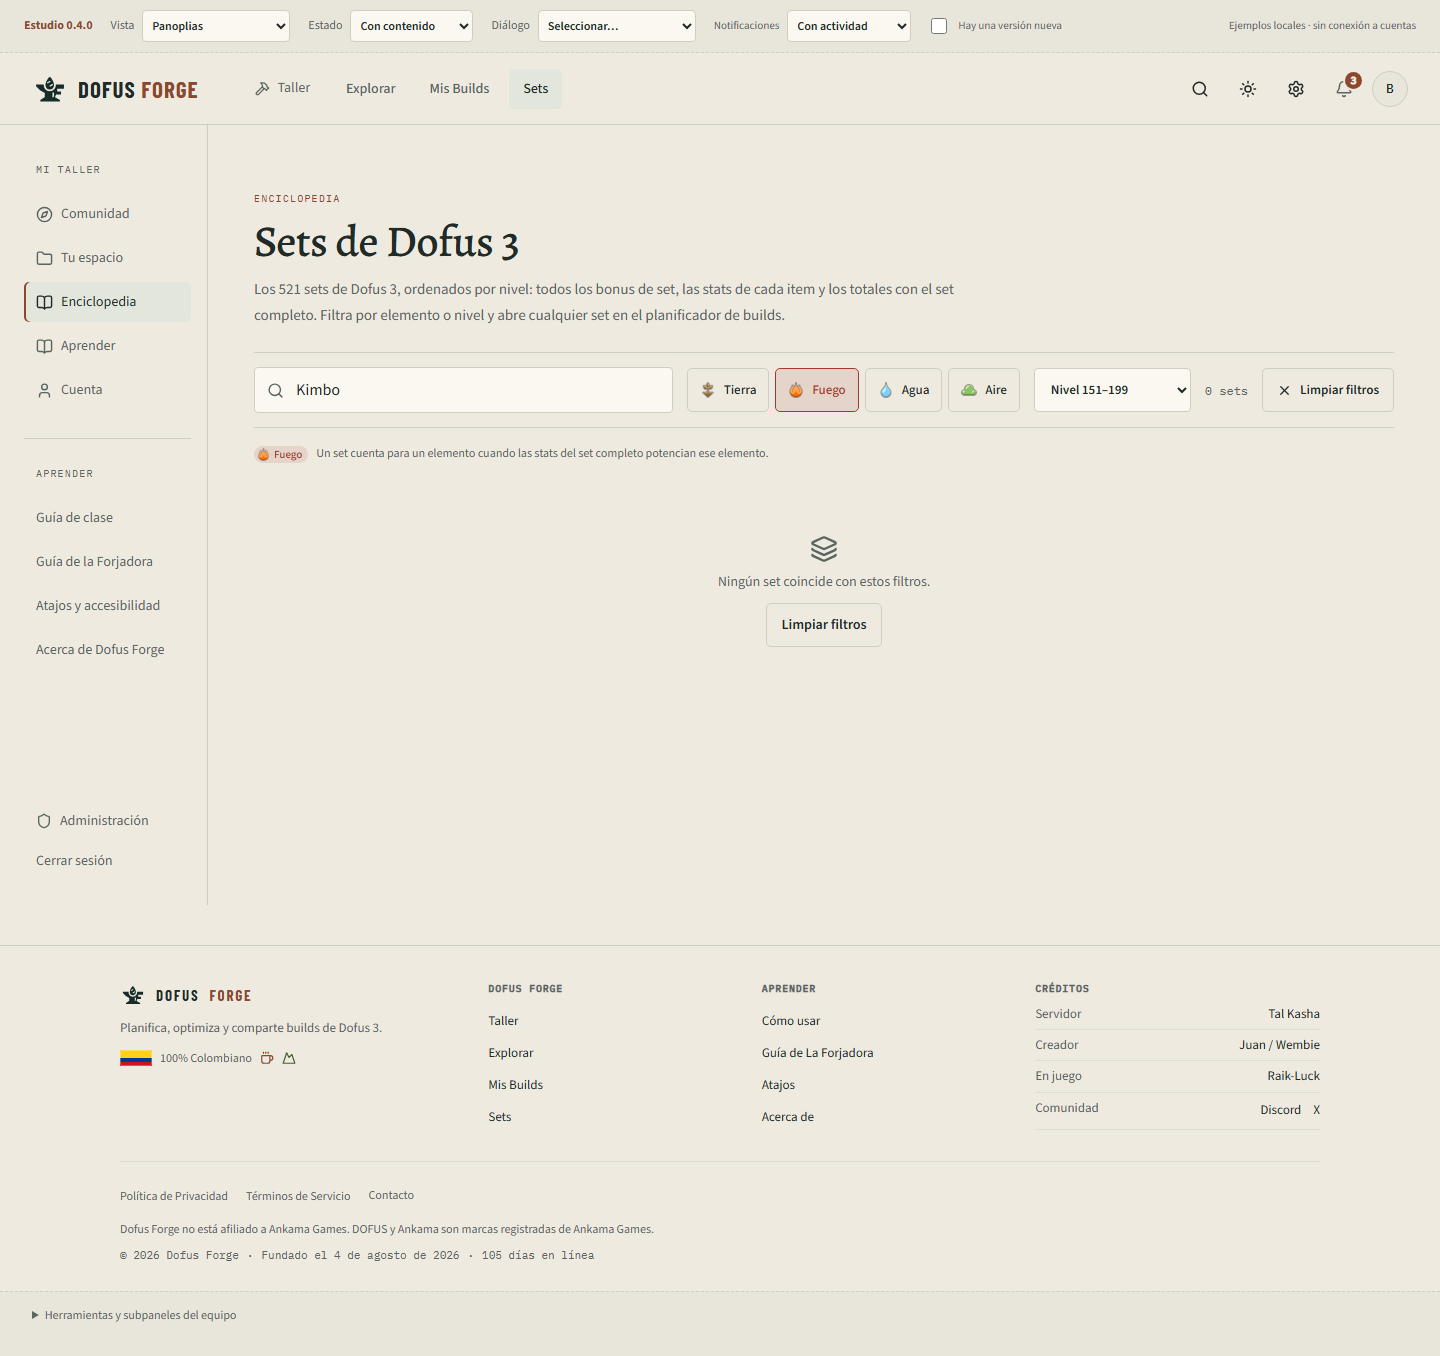 Estudio 0.4.0 Vista Panoplias Estado Con contenido Diálogo Seleccionar... Notificaciones Con actividad Hay una versión nueva Ejemplos locales · sin conexión a cuentas
DOFUS FORGE Taller Explorar Mis Builds Sets 3 B
MI TALLER
Comunidad
Tu espacio
Enciclopedia
Aprender
Cuenta
APRENDER
Guía de clase
Guía de la Forjadora
Atajos y accesibilidad
Acerca de Dofus Forge
Administración
Cerrar sesión
ENCICLOPEDIA
Sets de Dofus 3
Los 521 sets de Dofus 3, ordenados por nivel: todos los bonus de set, las stats de cada item y los totales con el set
completo. Filtra por elemento o nivel y abre cualquier set en el planificador de builds.
Kimbo Tierra Fuego Agua Aire Nivel 151–199 0 sets Limpiar filtros
Fuego Un set cuenta para un elemento cuando las stats del set completo potencian ese elemento.
Ningún set coincide con estos filtros.
Limpiar filtros
DOFUS FORGE
Planifica, optimiza y comparte builds de Dofus 3.
100% Colombiano
DOFUS FORGE
Taller
Explorar
Mis Builds
Sets
APRENDER
Cómo usar
Guía de La Forjadora
Atajos
Acerca de
CRÉDITOS
Servidor Tal Kasha
Creador Juan / Wembie
En juego Raik-Luck
Comunidad Discord X
Política de Privacidad Términos de Servicio Contacto
Dofus Forge no está afiliado a Ankama Games. DOFUS y Ankama son marcas registradas de Ankama Games.
© 2026 Dofus Forge · Fundado el 4 de agosto de 2026 · 105 días en línea
Herramientas y subpaneles del equipo